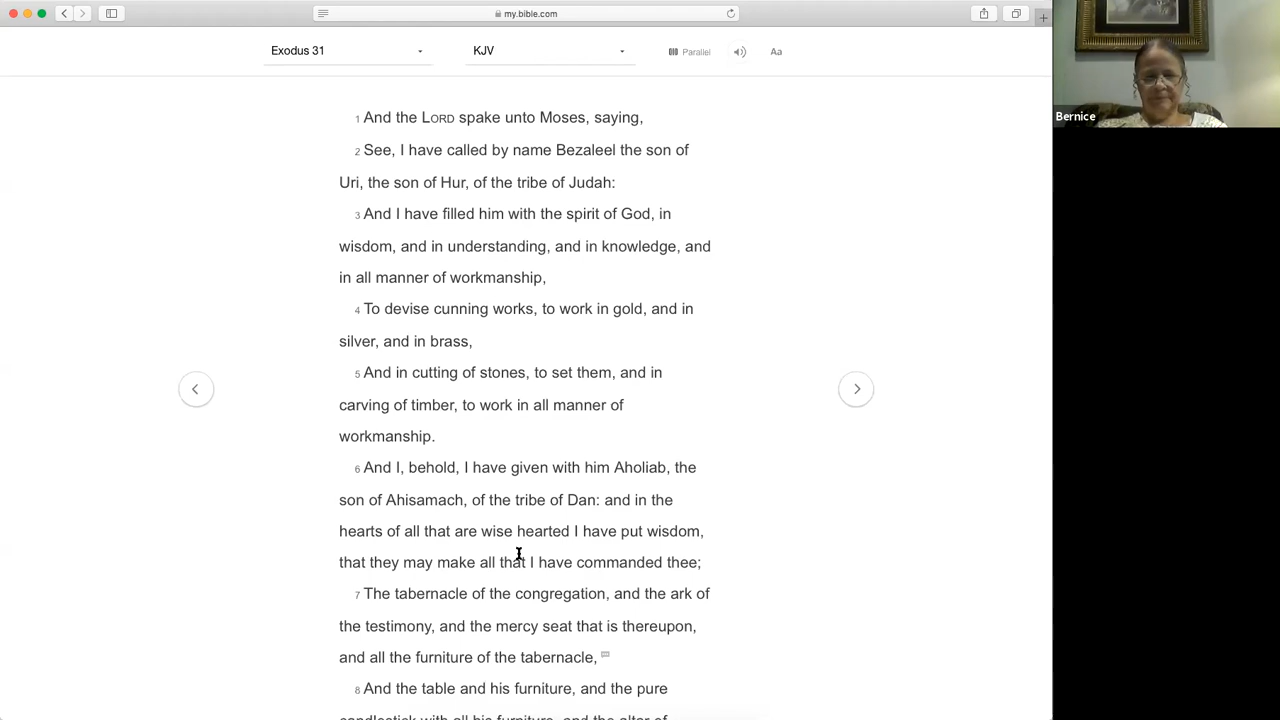 my.bible.com
Exodus 31
KJV
Parallel
Aa
1 And the LORD spake unto Moses, saying,
2 See, I have called by name Bezaleel the son of
Uri, the son of Hur, of the tribe of Judah:
3 And I have filled him with the spirit of God, in
wisdom, and in understanding, and in knowledge, and
in all manner of workmanship,
4 To devise cunning works, to work in gold, and in
silver, and in brass,
5 And in cutting of stones, to set them, and in
carving of timber, to work in all manner of
workmanship.
6 And I, behold, I have given with him Aholiab, the
son of Ahisamach, of the tribe of Dan: and in the
hearts of all that are wise hearted I have put wisdom,
that they may make all that I have commanded thee;
7 The tabernacle of the congregation, and the ark of
the testimony, and the mercy seat that is thereupon,
and all the furniture of the tabernacle,
8 And the table and his furniture, and the pure
candlestick with all his furniture, and the altar of
Bernice